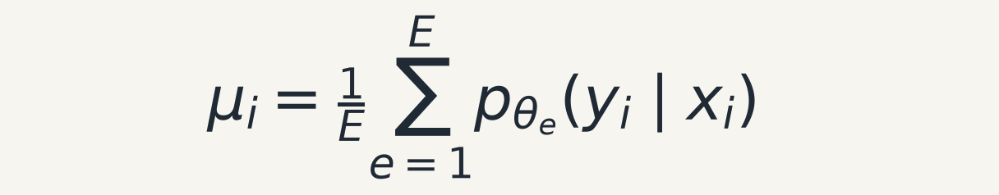 μ_i = \frac{1}{E} \sum_{e=1}^{E} p_{θ_e}(y_i | x_i)